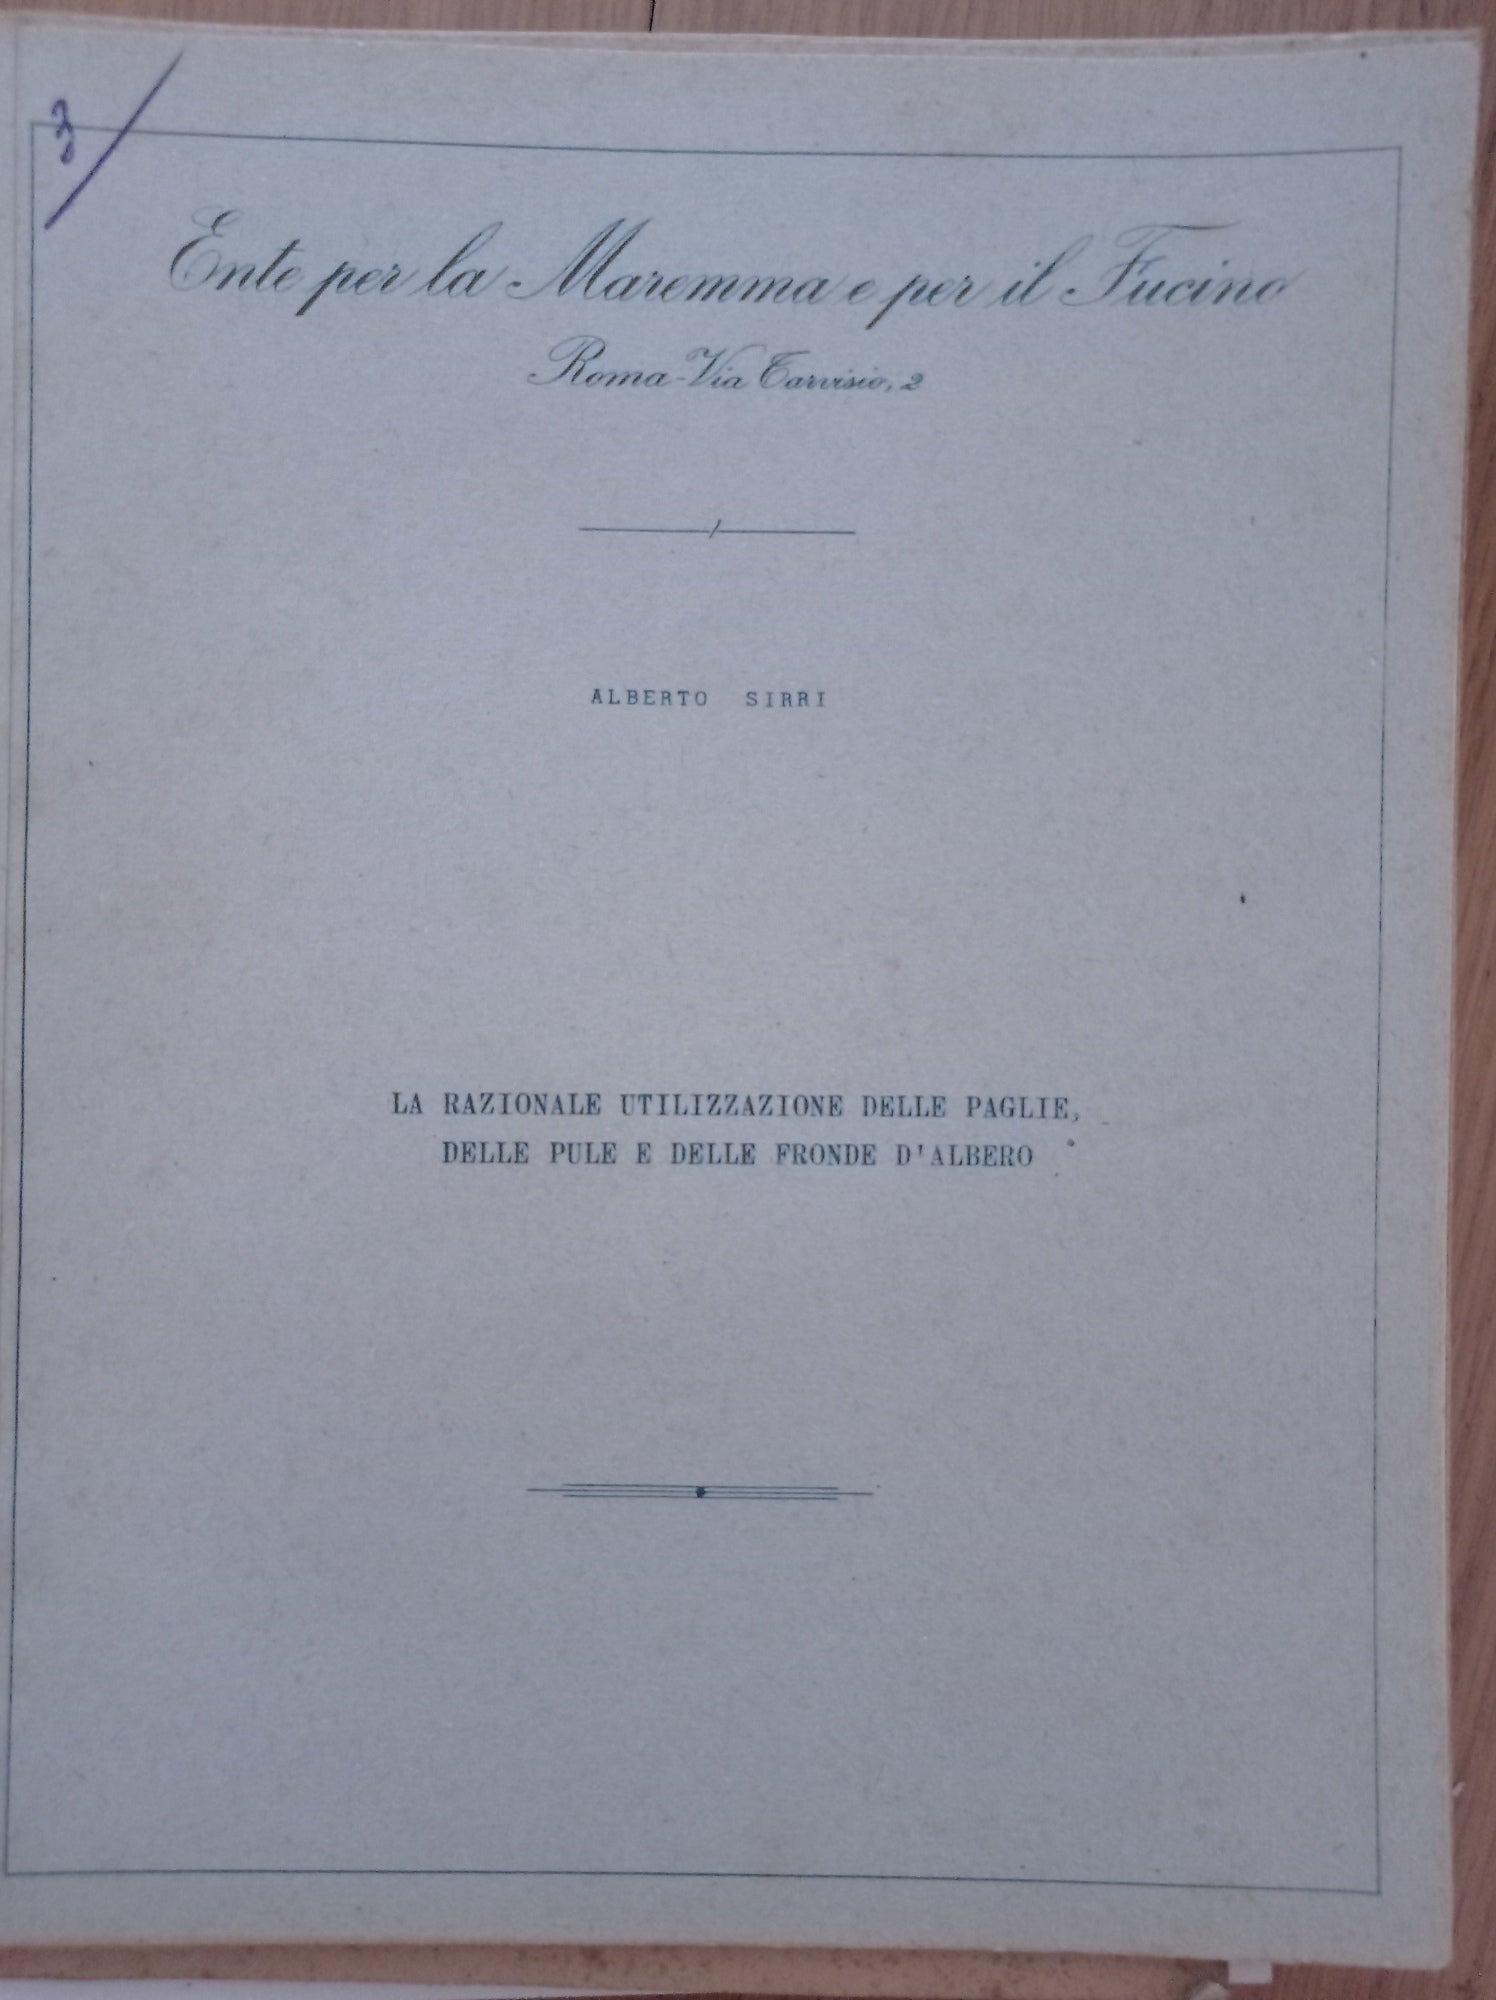 3/
Ente per la Maremma e per il Fucino
Roma - Via Tarvisio, 2
ALBERTO SIRRI
LA RAZIONALE UTILIZZAZIONE DELLE PAGLIE,
DELLE PULE E DELLE FRONDE D'ALBERO